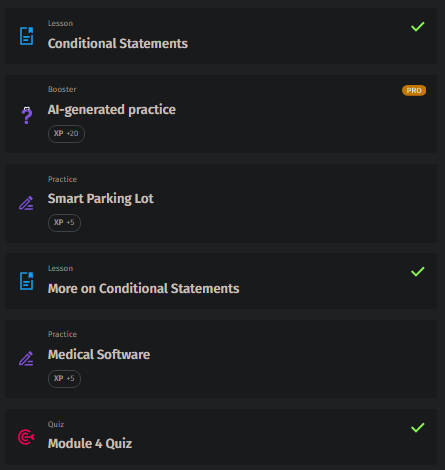 Lesson
Conditional Statements
Booster
PRO
AI-generated practice
XP +20
Practice
Smart Parking Lot
XP +5
Lesson
More on Conditional Statements
Practice
Medical Software
XP +5
Quiz
Module 4 Quiz